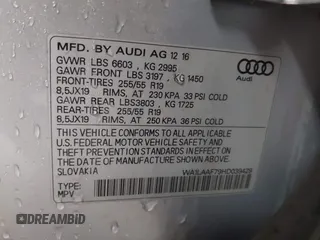 MFD. BY AUDI AG 12 16
GVWR LBS 6603 , KG 2995
GAWR FRONT LBS 3197 , KG 1450
FRONT-TIRES 255/55 R19
8,5JX19 RIMS, AT 230 KPA 33 PSI COLD
GAWR REAR LBS3803 , KG 1725
REAR-TIRES 255/55 R19
8,5JX19 RIMS, AT 250 KPA 36 PSI COLD
Audi
THIS VEHICLE CONFORMS TO ALL APPLICABLE
U.S. FEDERAL MOTOR VEHICLE SAFETY,
BUMPER AND THEFT PREVENTION STANDARDS IN EFFECT ON
THE DATE OF MANUFACTURE SHOWN ABOVE.
SLOVAKIA
TYPE:
MPV
DREAMBID